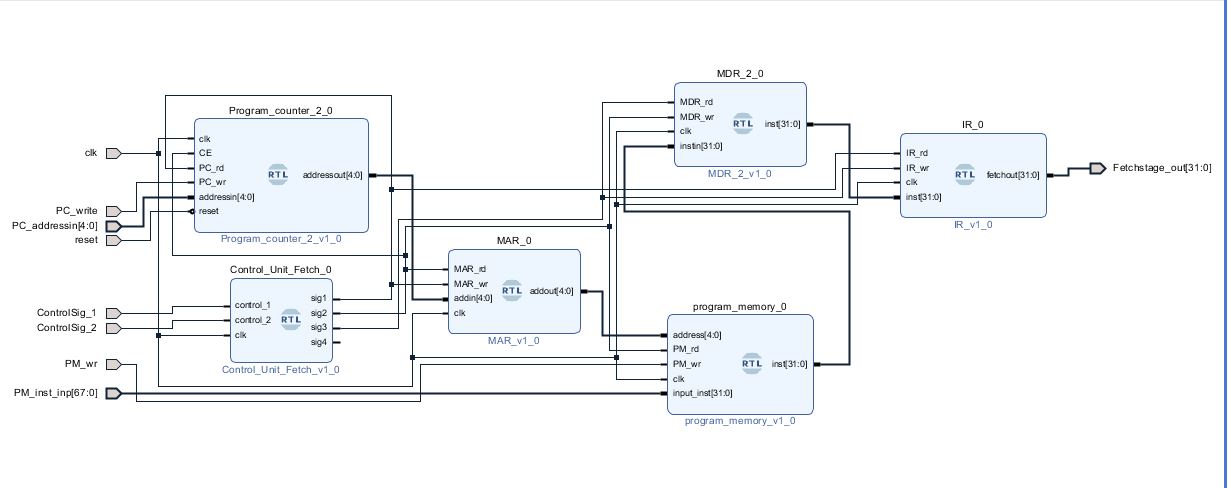 MDR_2_0
MDR_rd
MDR_wr
clk
instin[31:0]
RTL
inst[31:0]
MDR_2_v1_0
Program_counter_2_0
clk
CE
PC_rd
PC_wr
addressin[4:0]
reset
RTL
addressout[4:0]
Program_counter_2_v1_0
IR_0
IR_rd
IR_wr
clk
inst[31:0]
RTL
fetchout[31:0]
IR_v1_0
Fetchstage_out[31:0]
clk
PC_write
PC_addressin[4:0]
reset
MAR_0
MAR_rd
MAR_wr
addin[4:0]
clk
RTL
addout[4:0]
MAR_v1_0
Control_Unit_Fetch_0
control_1
control_2
clk
RTL
sig1
sig2
sig3
sig4
Control_Unit_Fetch_v1_0
ControlSig_1
ControlSig_2
PM_wr
PM_inst_inp[67:0]
program_memory_0
address[4:0]
PM_rd
PM_wr
clk
input_inst[31:0]
RTL
inst[31:0]
program_memory_v1_0